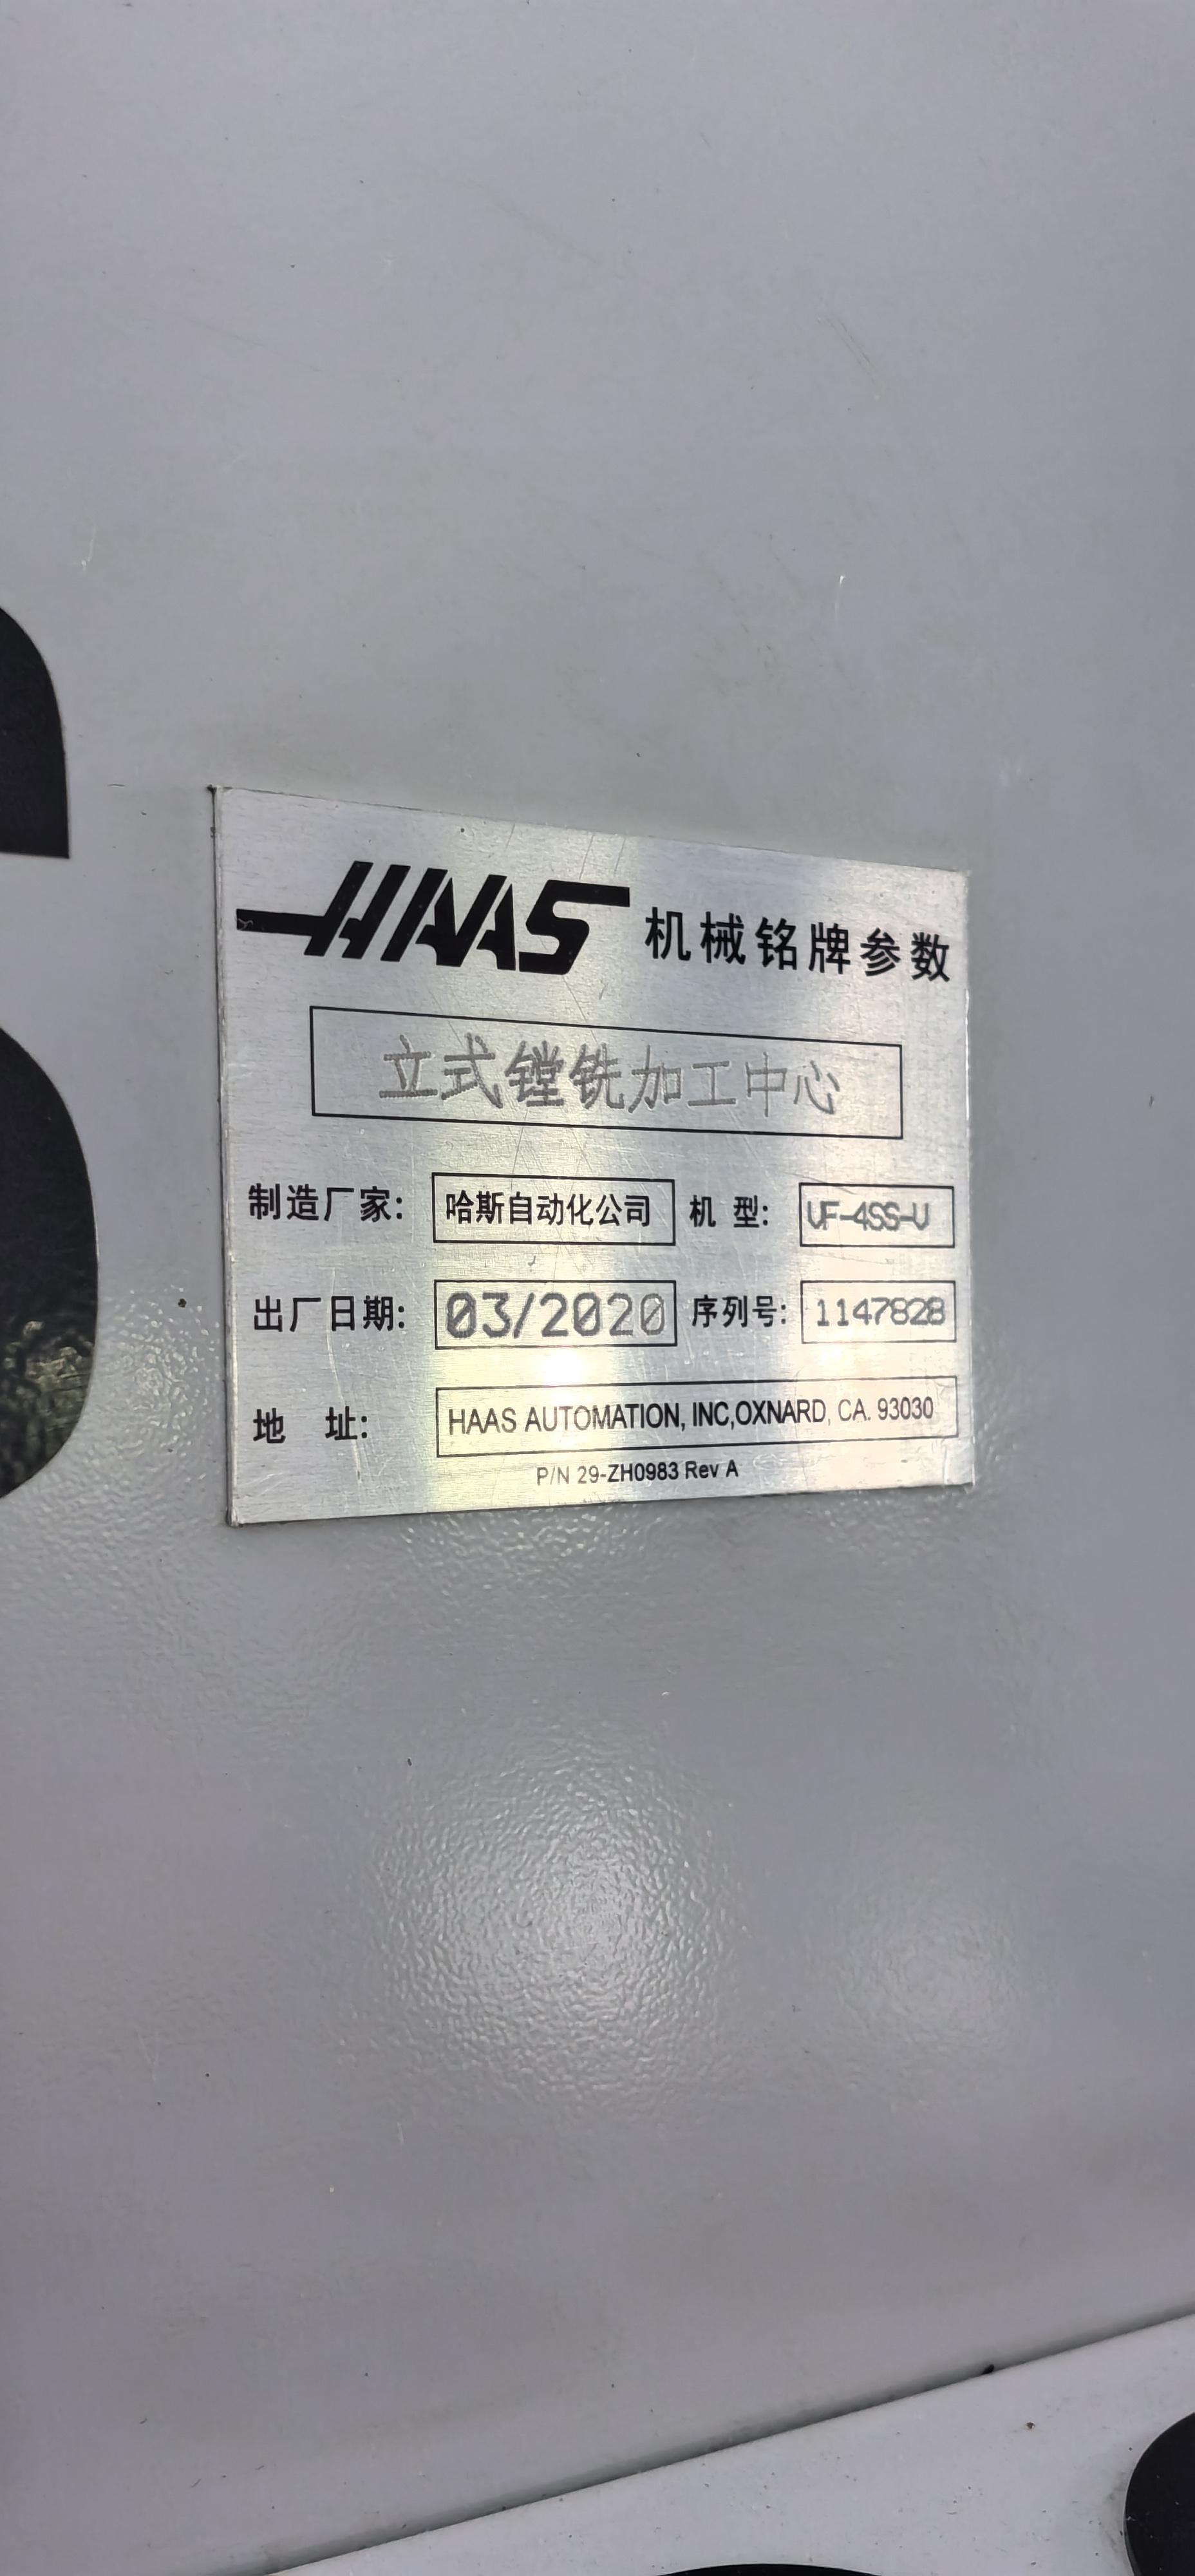 HAAS 机械铭牌参数
立式镗铣加工中心
制造厂家: 哈斯自动化公司 机 型: VF-4SS-V
出厂日期: 03/2020 序列号: 1147828
地 址: HAAS AUTOMATION, INC,OXNARD, CA. 93030
P/N 29-ZH0983 Rev A